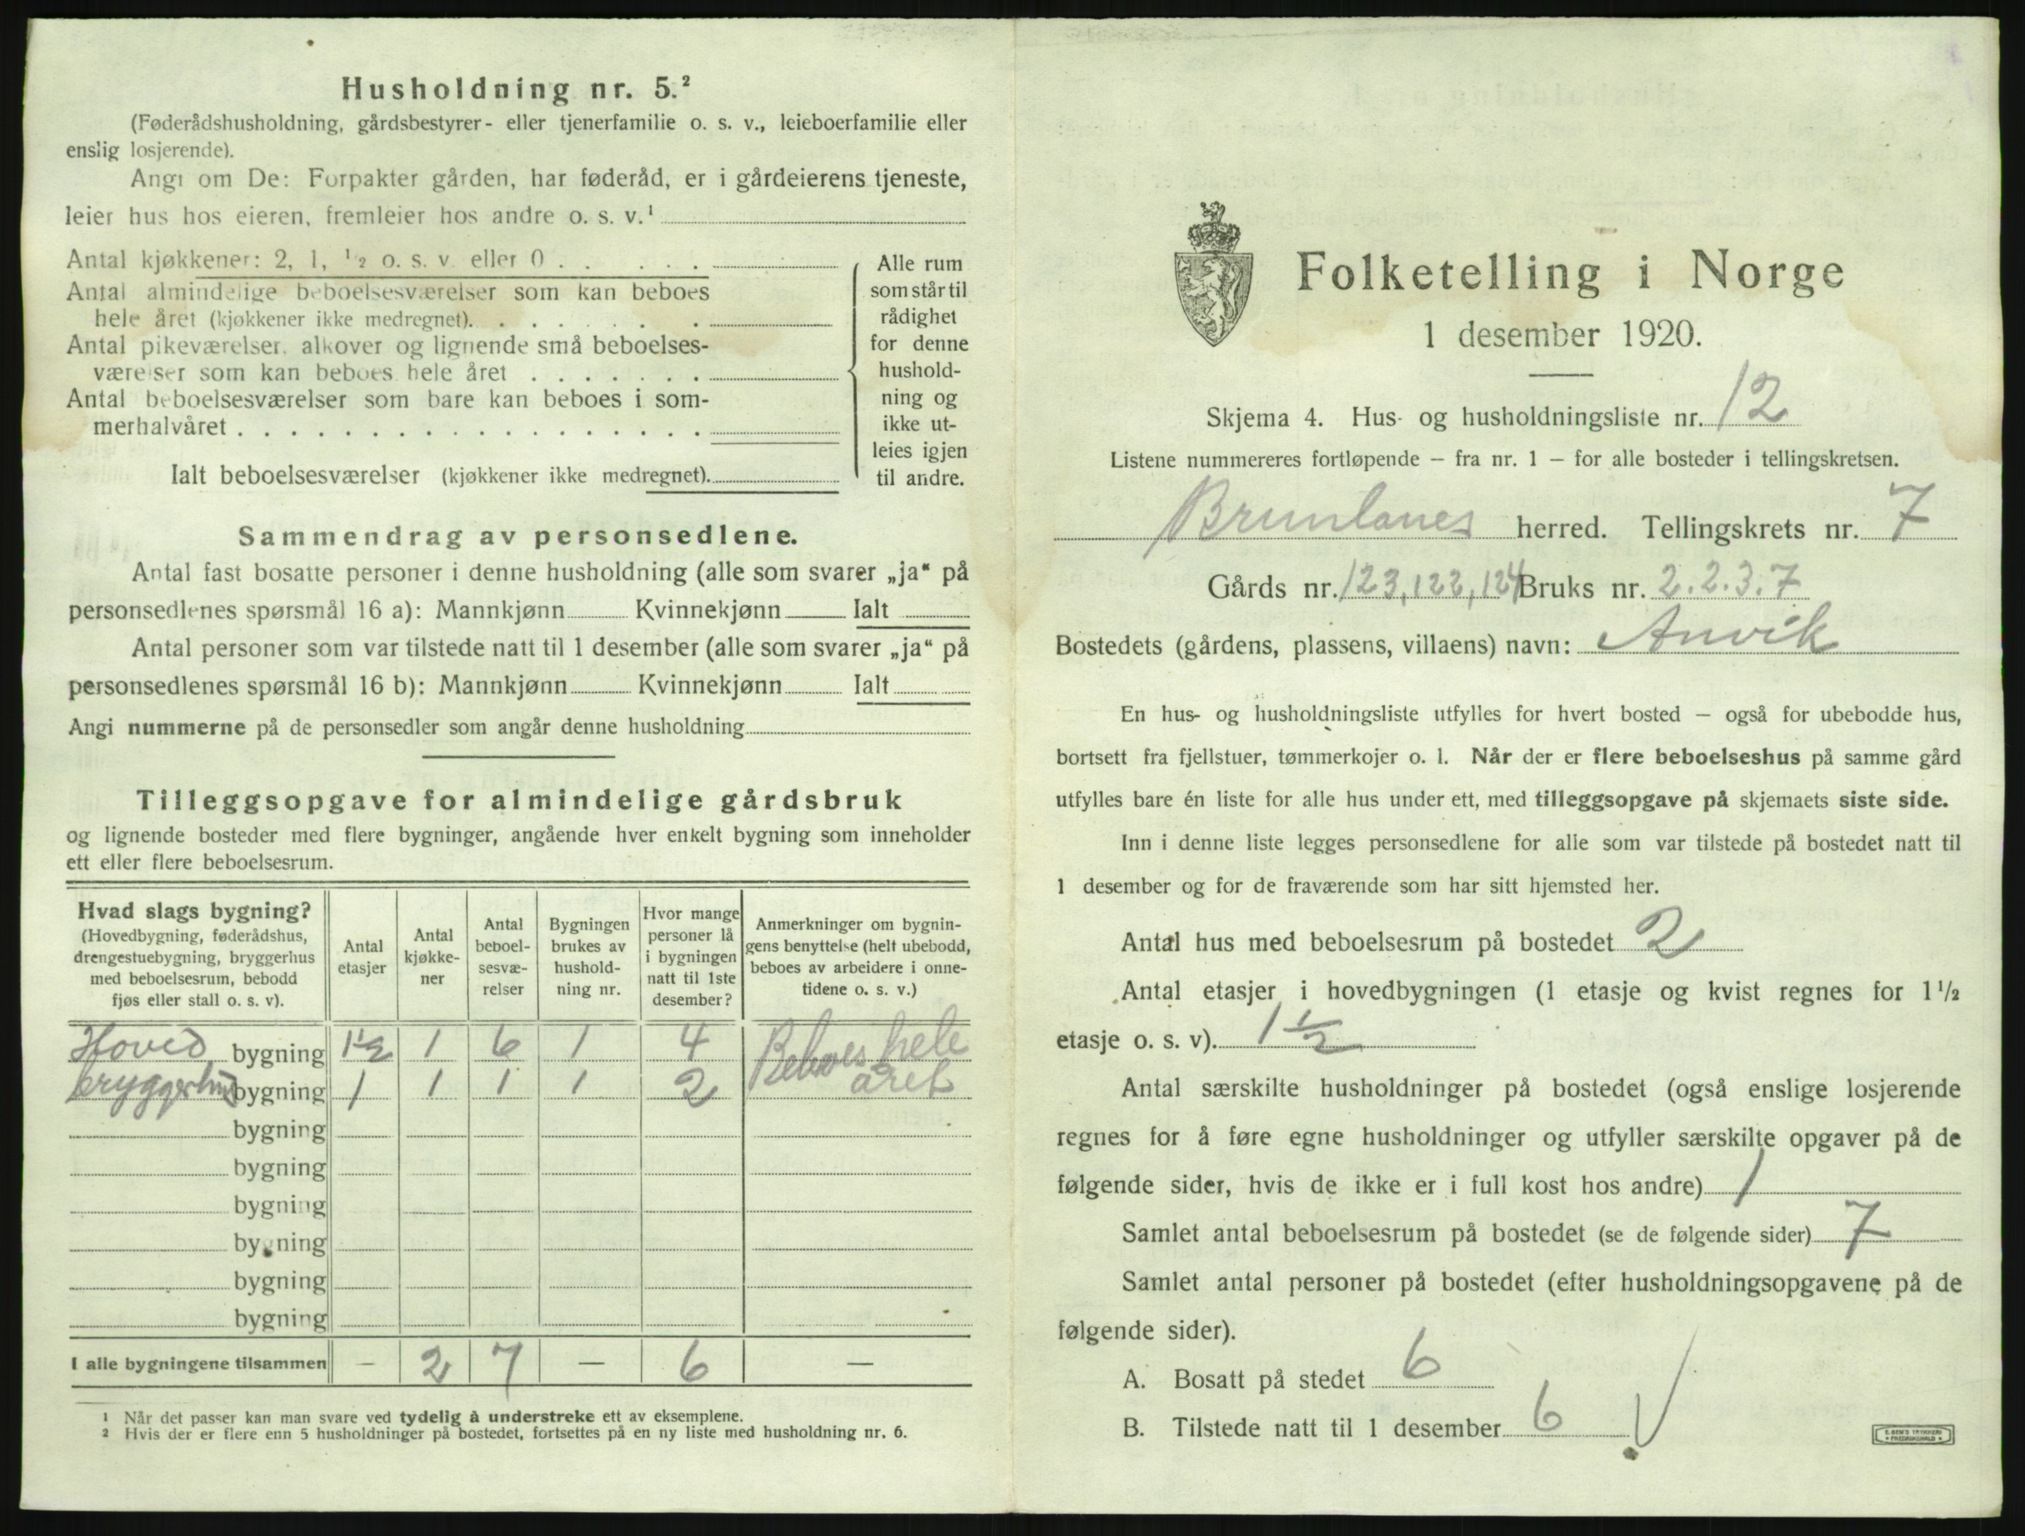 Husholdning nr. 5.²
(Føderådshusholdning, gårdsbestyrer- eller tjenerfamilie o. s. v., leieboerfamilie eller
enslig losjerende).
Angi om De: Forpakter gården, har føderåd, er i gårdeierens tjeneste,
leier hus hos eieren, fremleier hos andre o. s. v.¹
Antal kjøkkener: 2, 1, ½ o. s. v. eller 0 . . . . . .
Antal almindelige beboelsesværelser som kan beboes
hele året (kjøkkener ikke medregnet). . . . . . .
Antal pikeværelser, alkover og lignende små beboelses-
værelser som kan beboes hele året . . . . . . .
Antal beboelsesværelser som bare kan beboes i som-
merhalvåret . . . . . . . . . . . . . . . . . .
Ialt beboelsesværelser (kjøkkener ikke medregnet).
Alle rum
som står til
rådighet
for denne
hushold-
ning og
ikke ut-
leies igjen
til andre.
Sammendrag av personsedlene.
Antal fast bosatte personer i denne husholdning (alle som svarer „ja“ på
personsedlenes spørsmål 16 a): Mannkjønn Kvinnekjønn Ialt
Antal personer som var tilstede natt til 1 desember (alle som svarer „ja“ på
personsedlenes spørsmål 16 b): Mannkjønn Kvinnekjønn Ialt
Angi nummerne på de personsedler som angår denne husholdning
Tilleggsopgave for almindelige gårdsbruk
og lignende bosteder med flere bygninger, angående hver enkelt bygning som inneholder
ett eller flere beboelsesrum.
Hvad slags bygning?
(Hovedbygning, føderådshus,
drengestuebygning, bryggerhus
med beboelsesrum, bebodd
fjøs eller stall o. s. v).
Antal
etasjer
Antal
kjøkke-
ner
Antal
beboel-
sesvæ-
relser
Bygningen
brukes av
hushold-
ning nr.
Hvor mange
personer lå
i bygningen
natt til 1ste
desember?
Anmerkninger om bygnin-
gens benyttelse (helt ubebodd,
beboes av arbeidere i onne-
tidene o. s. v.)
Hoved bygning 1½ 1 6 1 4 Beboes hele
bryggerhus bygning 1 1 1 1 2 året
bygning
bygning
bygning
bygning
bygning
bygning
I alle bygningene tilsammen — 2 7 — 6 —
¹ Når det passer kan man svare ved tydelig å understreke ett av eksemplene.
² Hvis der er flere enn 5 husholdninger på bostedet, fortsettes på en ny liste med husholdning nr. 6.
Folketelling i Norge
1 desember 1920.
Skjema 4. Hus- og husholdningsliste nr. 12
Listene nummereres fortløpende – fra nr. 1 – for alle bosteder i tellingskretsen.
Brunlanes herred. Tellingskrets nr. 7
Gårds nr. 123, 122, 124 Bruks nr. 2. 2. 3. 7
Bostedets (gårdens, plassens, villaens) navn: Anvik
En hus- og husholdningsliste utfylles for hvert bosted – også for ubebodde hus,
bortsett fra fjellstuer, tømmerkojer o. l. Når der er flere beboelseshus på samme gård
utfylles bare én liste for alle hus under ett, med tilleggsopgave på skjemaets siste side.
Inn i denne liste legges personsedlene for alle som var tilstede på bostedet natt til
1 desember og for de fraværende som har sitt hjemsted her.
Antal hus med beboelsesrum på bostedet 2
Antal etasjer i hovedbygningen (1 etasje og kvist regnes for 1½
etasje o. s. v). 1½
Antal særskilte husholdninger på bostedet (også enslige losjerende
regnes for å føre egne husholdninger og utfyller særskilte opgaver på de
følgende sider, hvis de ikke er i full kost hos andre) 1
Samlet antal beboelsesrum på bostedet (se de følgende sider) 7
Samlet antal personer på bostedet (efter husholdningsopgavene på de
følgende sider).
A. Bosatt på stedet 6
B. Tilstede natt til 1 desember 6